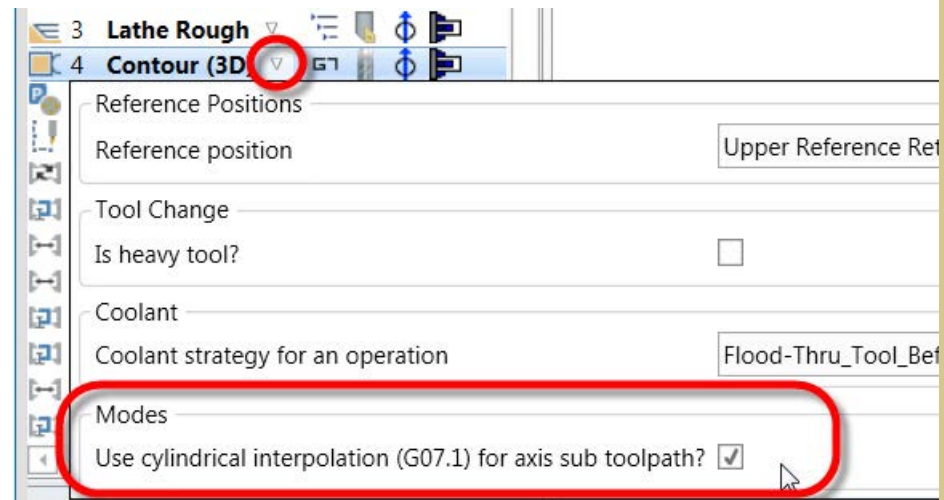 3 Lathe Rough
4 Contour (3D) G7
P
Reference Positions
Reference position Upper Reference Ret
Tool Change
Is heavy tool?
Coolant
Coolant strategy for an operation Flood-Thru_Tool_Bef
Modes
Use cylindrical interpolation (G07.1) for axis sub toolpath?